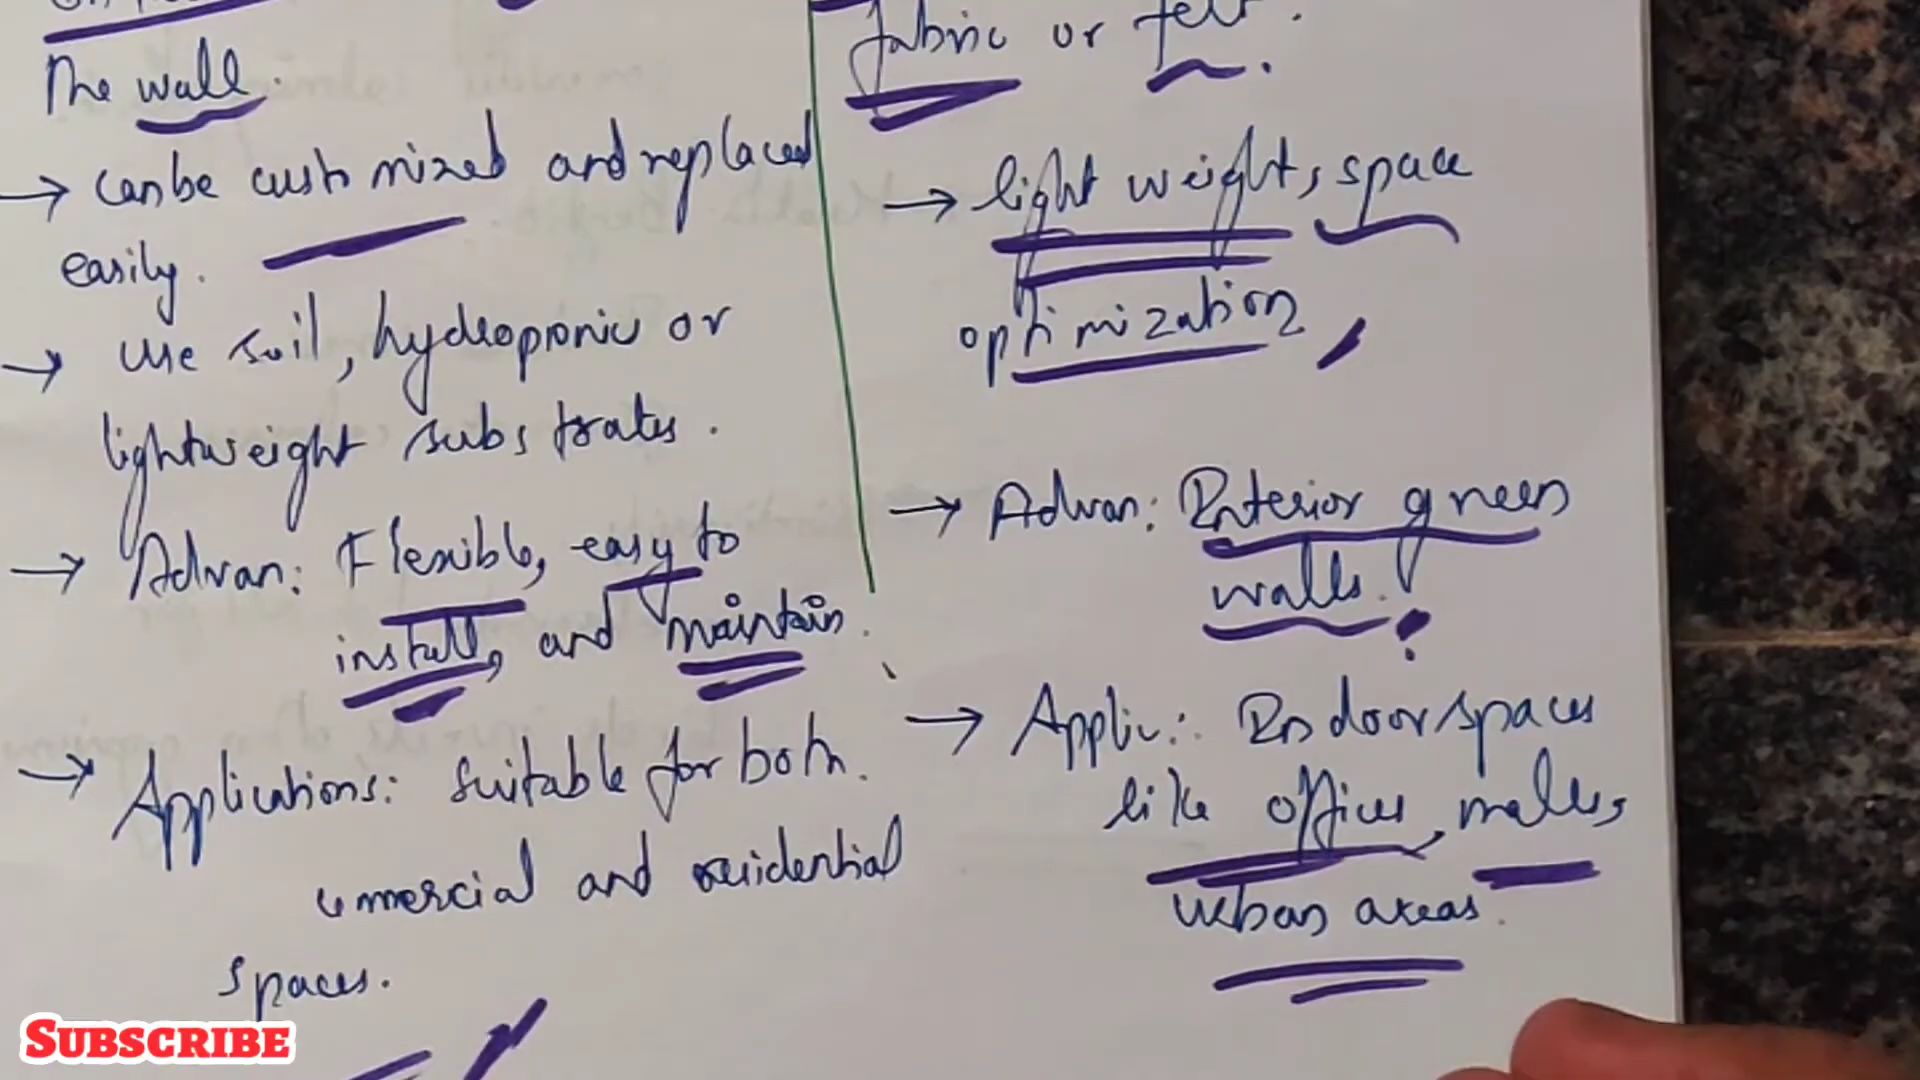 The wall.
→ can be customized and replaced
easily.
→ Use soil, hydroponic or
lightweight substrates.
→ Advan: Flexible, easy to
install, and maintain.
→ Applications: Suitable for both
commercial and residential
spaces.
fabric or felt.
→ light weight, space
optimization
→ Advan: Interior green
walls.
→ Applic.: Indoor spaces
like offices, malls,
urban areas.
SUBSCRIBE